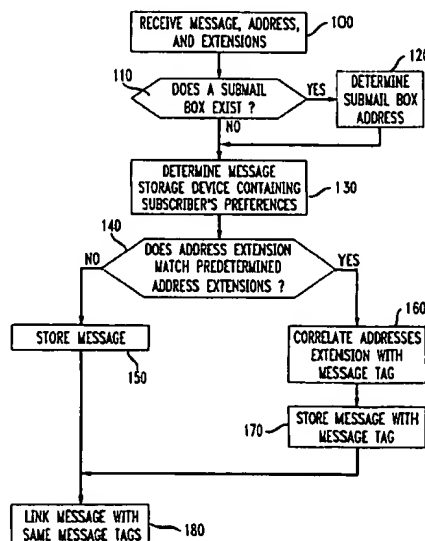 RECEIVE MESSAGE, ADDRESS,
AND EXTENSIONS
100
110
DOES A SUBMAIL
BOX EXIST ?
YES
NO
120
DETERMINE
SUBMAIL BOX
ADDRESS
DETERMINE MESSAGE
STORAGE DEVICE CONTAINING
SUBSCRIBER'S PREFERENCES
130
140
NO
DOES ADDRESS EXTENSION
MATCH PREDETERMINED
ADDRESS EXTENSIONS ?
YES
STORE MESSAGE
150
160
CORRELATE ADDRESSES
EXTENSION WITH
MESSAGE TAG
170
STORE MESSAGE WITH
MESSAGE TAG
LINK MESSAGE WITH
SAME MESSAGE TAGS
180